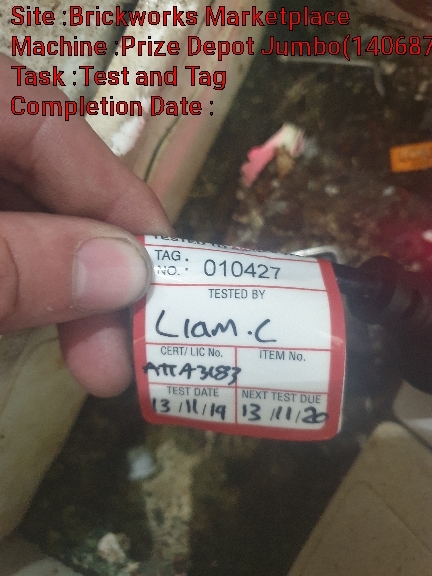 Site :Brickworks Marketplace
Machine :Prize Depot Jumbo(140687
Task :Test and Tag
Completion Date :
TAG.
NO. : 010427
TESTED BY
Liam.C
CERT/ LIC No. ITEM No.
ATTA3183
TEST DATE NEXT TEST DUE
13/11/19 13/11/20